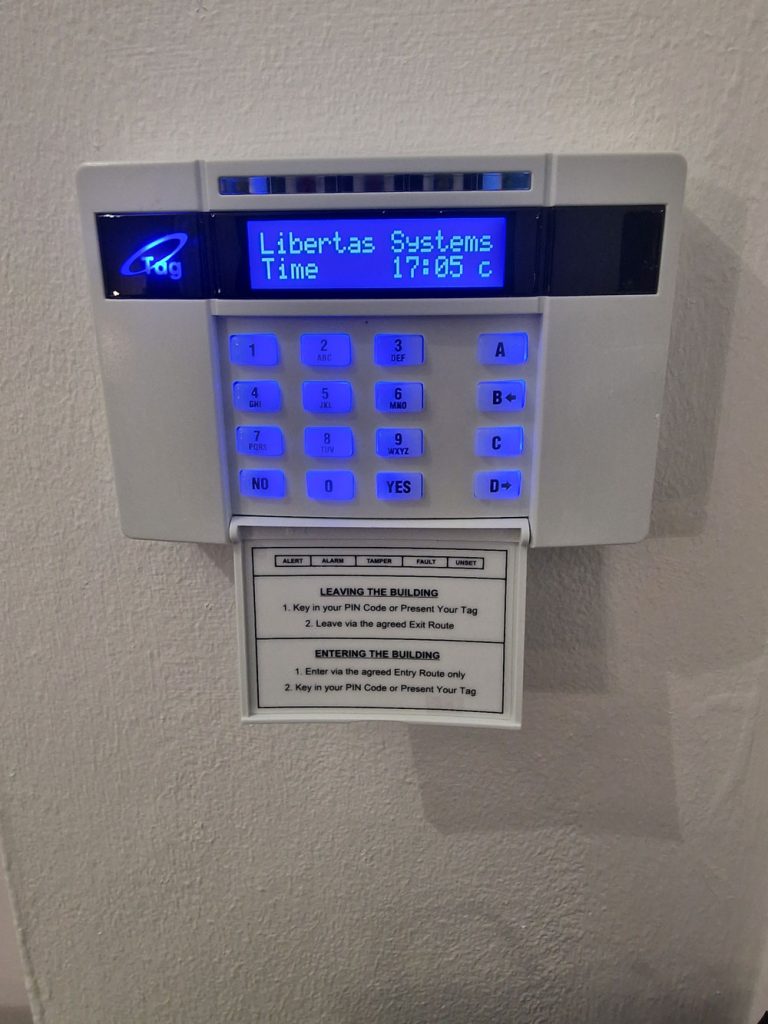 Tag
Libertas Systems
Time 17:05 c
1 2 ABC 3 DEF A
4 GHI 5 JKL 6 MNO B←
7 PQRS 8 TUV 9 WXYZ C
NO 0 YES D→
ALERT ALARM TAMPER FAULT UNSET
LEAVING THE BUILDING
1. Key in your PIN Code or Present Your Tag
2. Leave via the agreed Exit Route
ENTERING THE BUILDING
1. Enter via the agreed Entry Route only
2. Key in your PIN Code or Present Your Tag